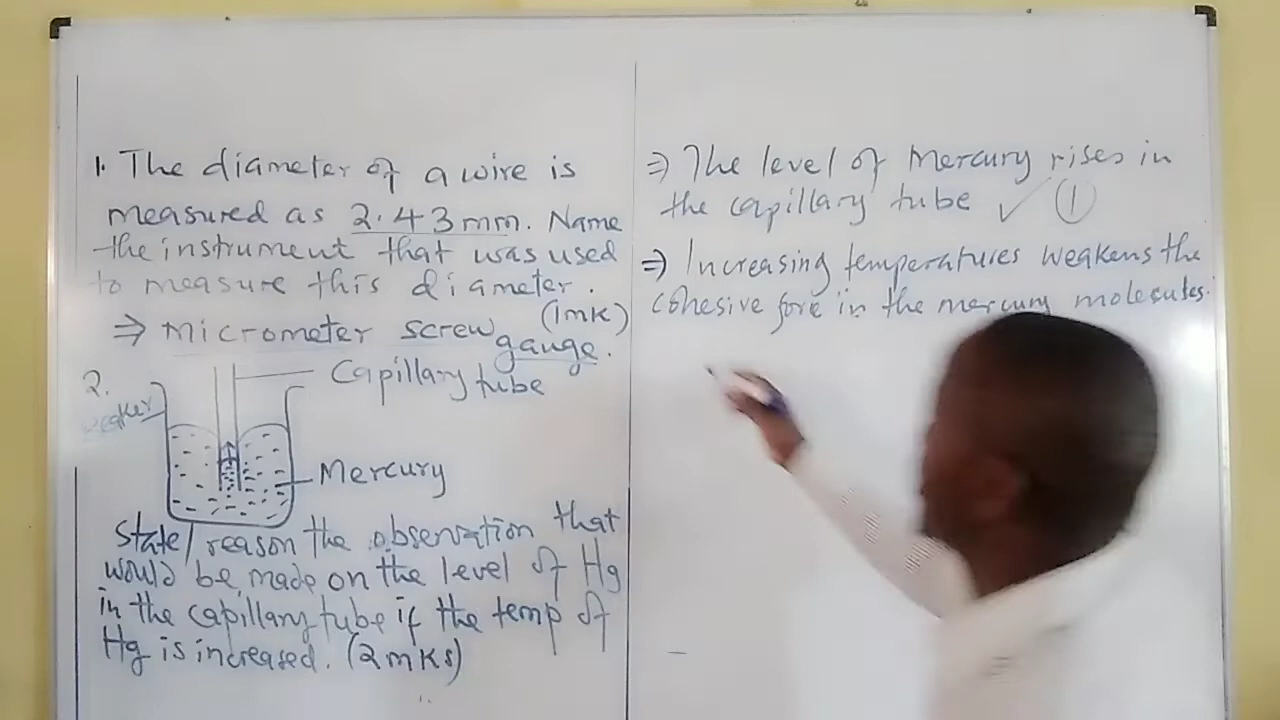 1. The diameter of a wire is
measured as 2.43mm. Name
the instrument that was used
to measure this diameter.
(1mk)
⇒ Micrometer screw
gauge.
2.
Capillary tube
Beaker
Mercury
State/reason the observation that
would be made on the level of Hg
in the capillary tube if the temp of
Hg is increased. (2mks)
⇒ The level of Mercury rises in
the capillary tube ✓ ①
⇒ Increasing temperatures weakens the
cohesive force in the mercury molecules.